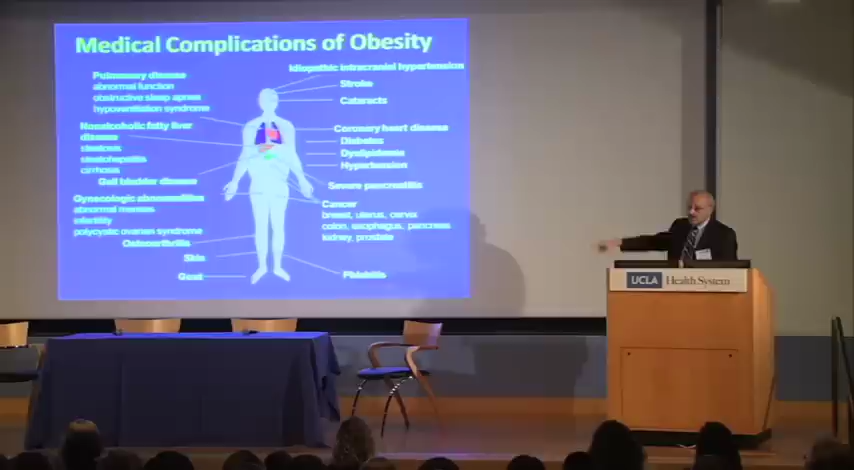 Medical Complications of Obesity
Pulmonary disease
abnormal function
obstructive sleep apnea
hypoventilation syndrome
Nonalcoholic fatty liver
disease
steatosis
steatohepatitis
cirrhosis
Gall bladder disease
Gynecologic abnormalities
abnormal menses
infertility
polycystic ovarian syndrome
Osteoarthritis
Skin
Gout
Idiopathic intracranial hypertension
Stroke
Cataracts
Coronary heart disease
Diabetes
Dyslipidemia
Hypertension
Severe pancreatitis
Cancer
breast, uterus, cervix
colon, esophagus, pancreas
kidney, prostate
Phlebitis
UCLA Health System